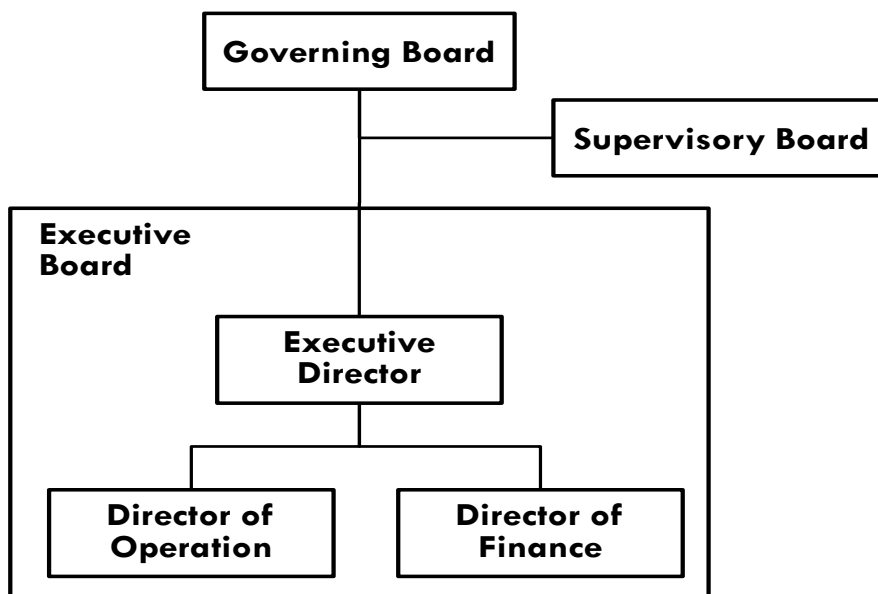 Governing Board
Supervisory Board
Executive
Board
Executive
Director
Director of
Operation
Director of
Finance